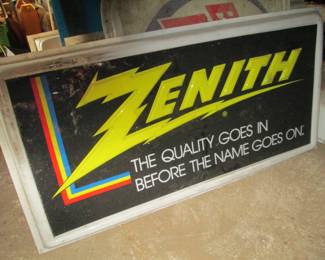 ZENITH
THE QUALITY GOES IN
BEFORE THE NAME GOES ON.